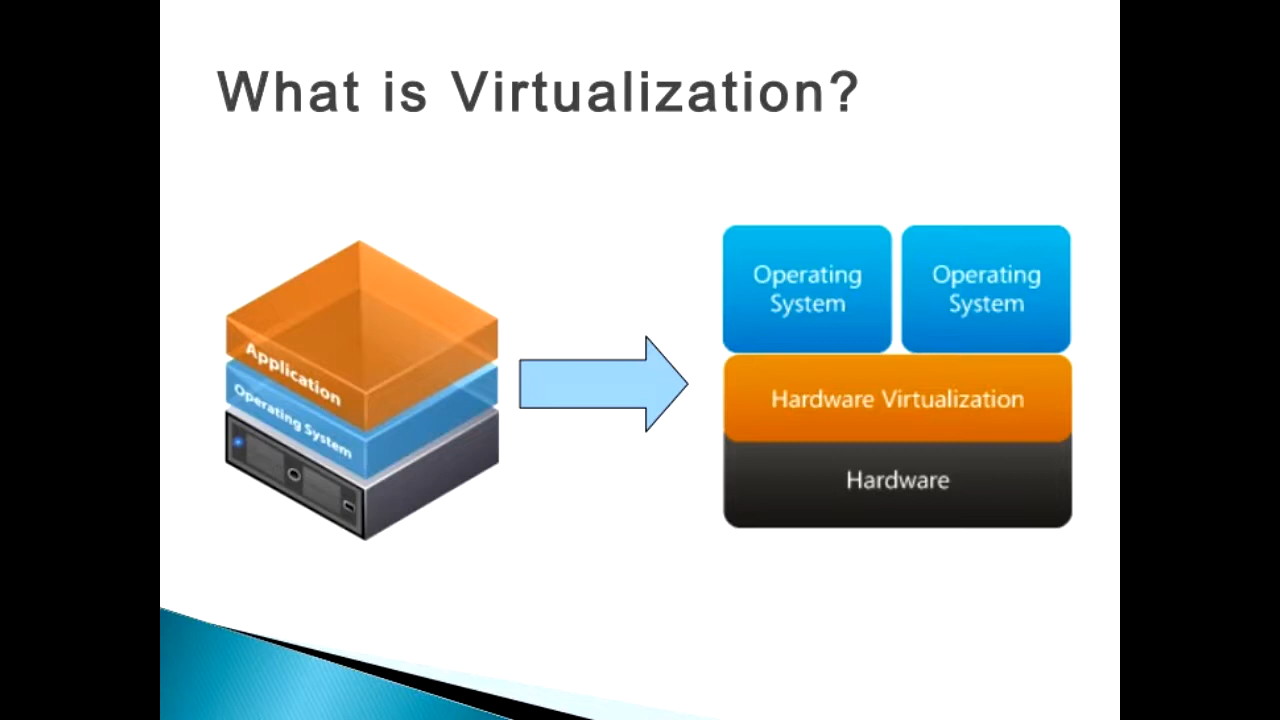 What is Virtualization?
Application
Operating System
Operating
System
Operating
System
Hardware Virtualization
Hardware